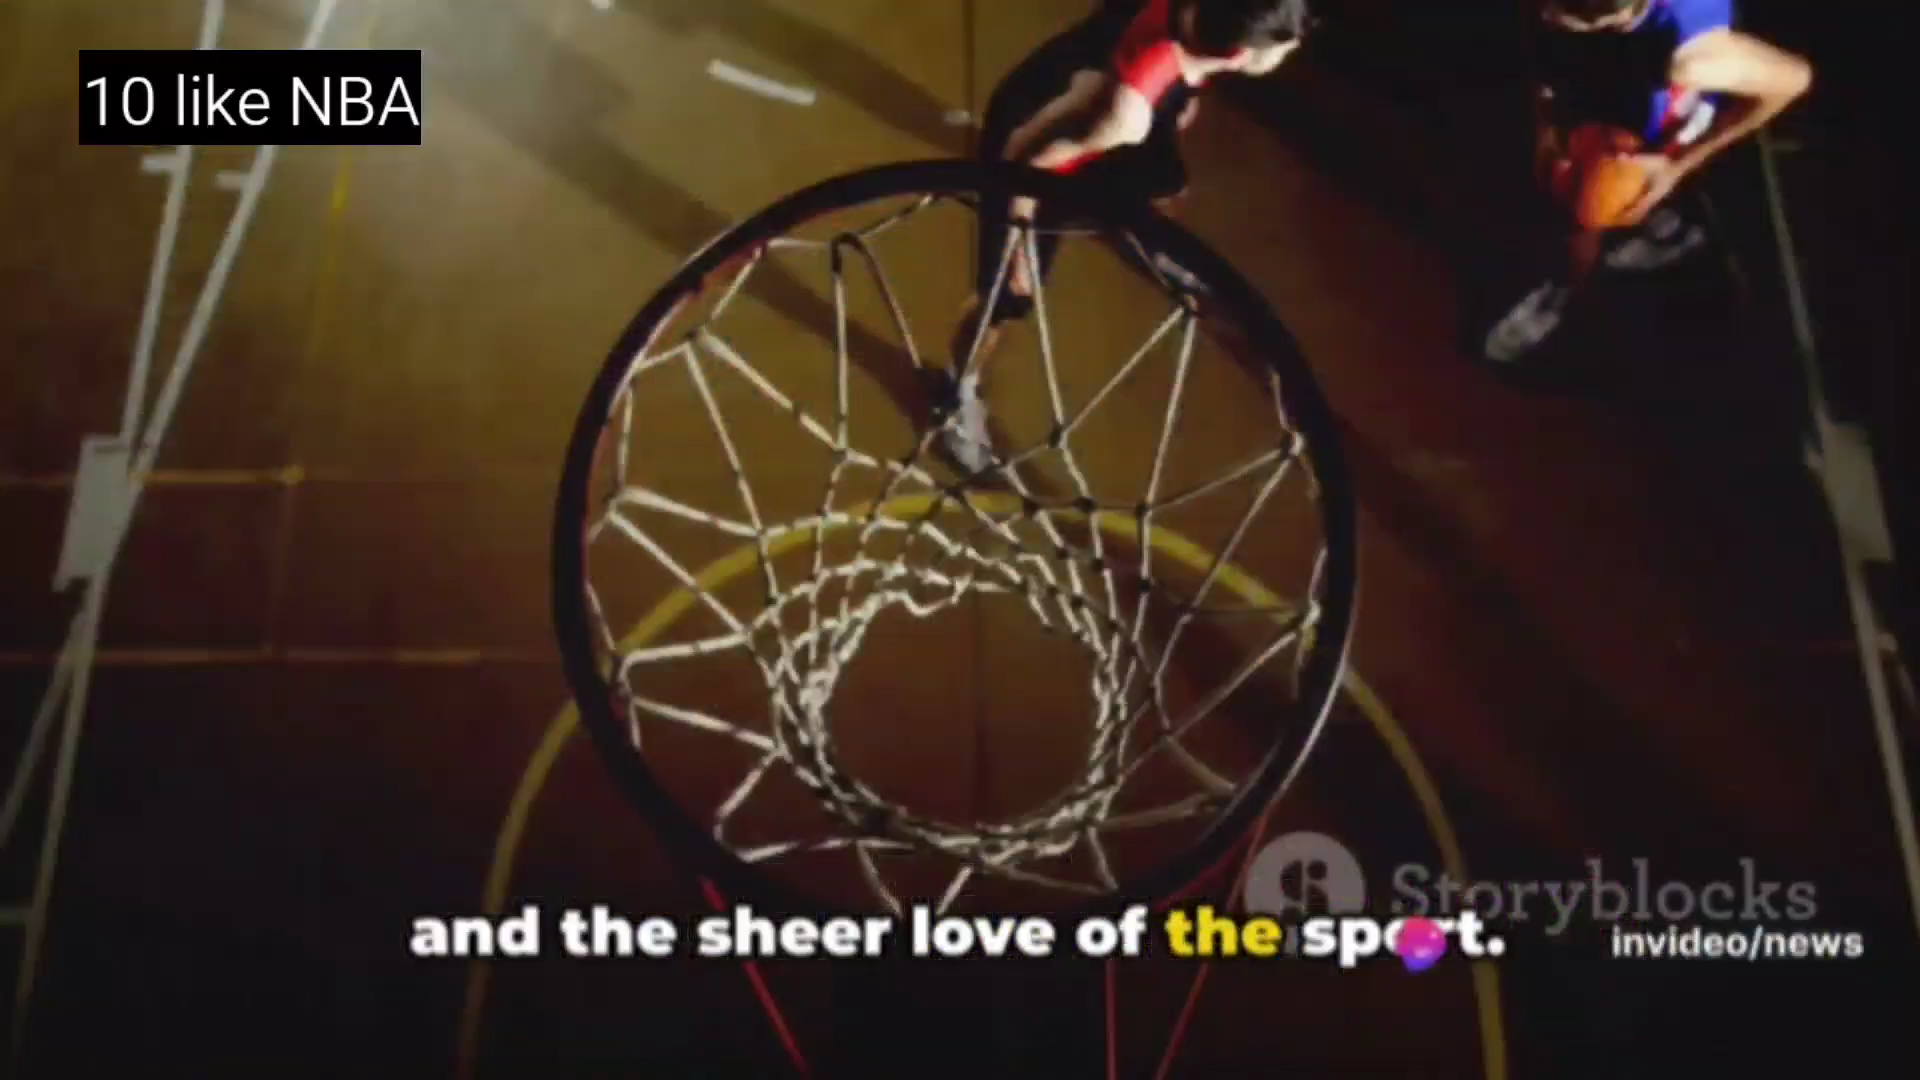 10 like NBA
Storyblocks
and the sheer love of the sport.
invideo/news